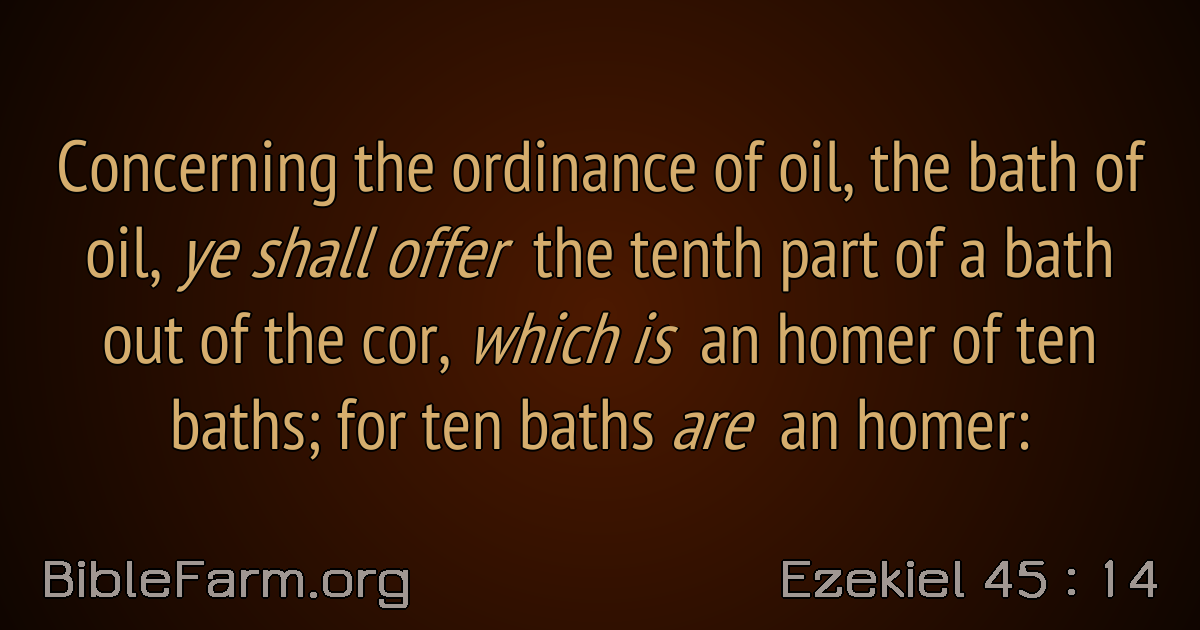 Concerning the ordinance of oil, the bath of
oil, ye shall offer the tenth part of a bath
out of the cor, which is an homer of ten
baths; for ten baths are an homer:
BibleFarm.org
Ezekiel 45 : 14